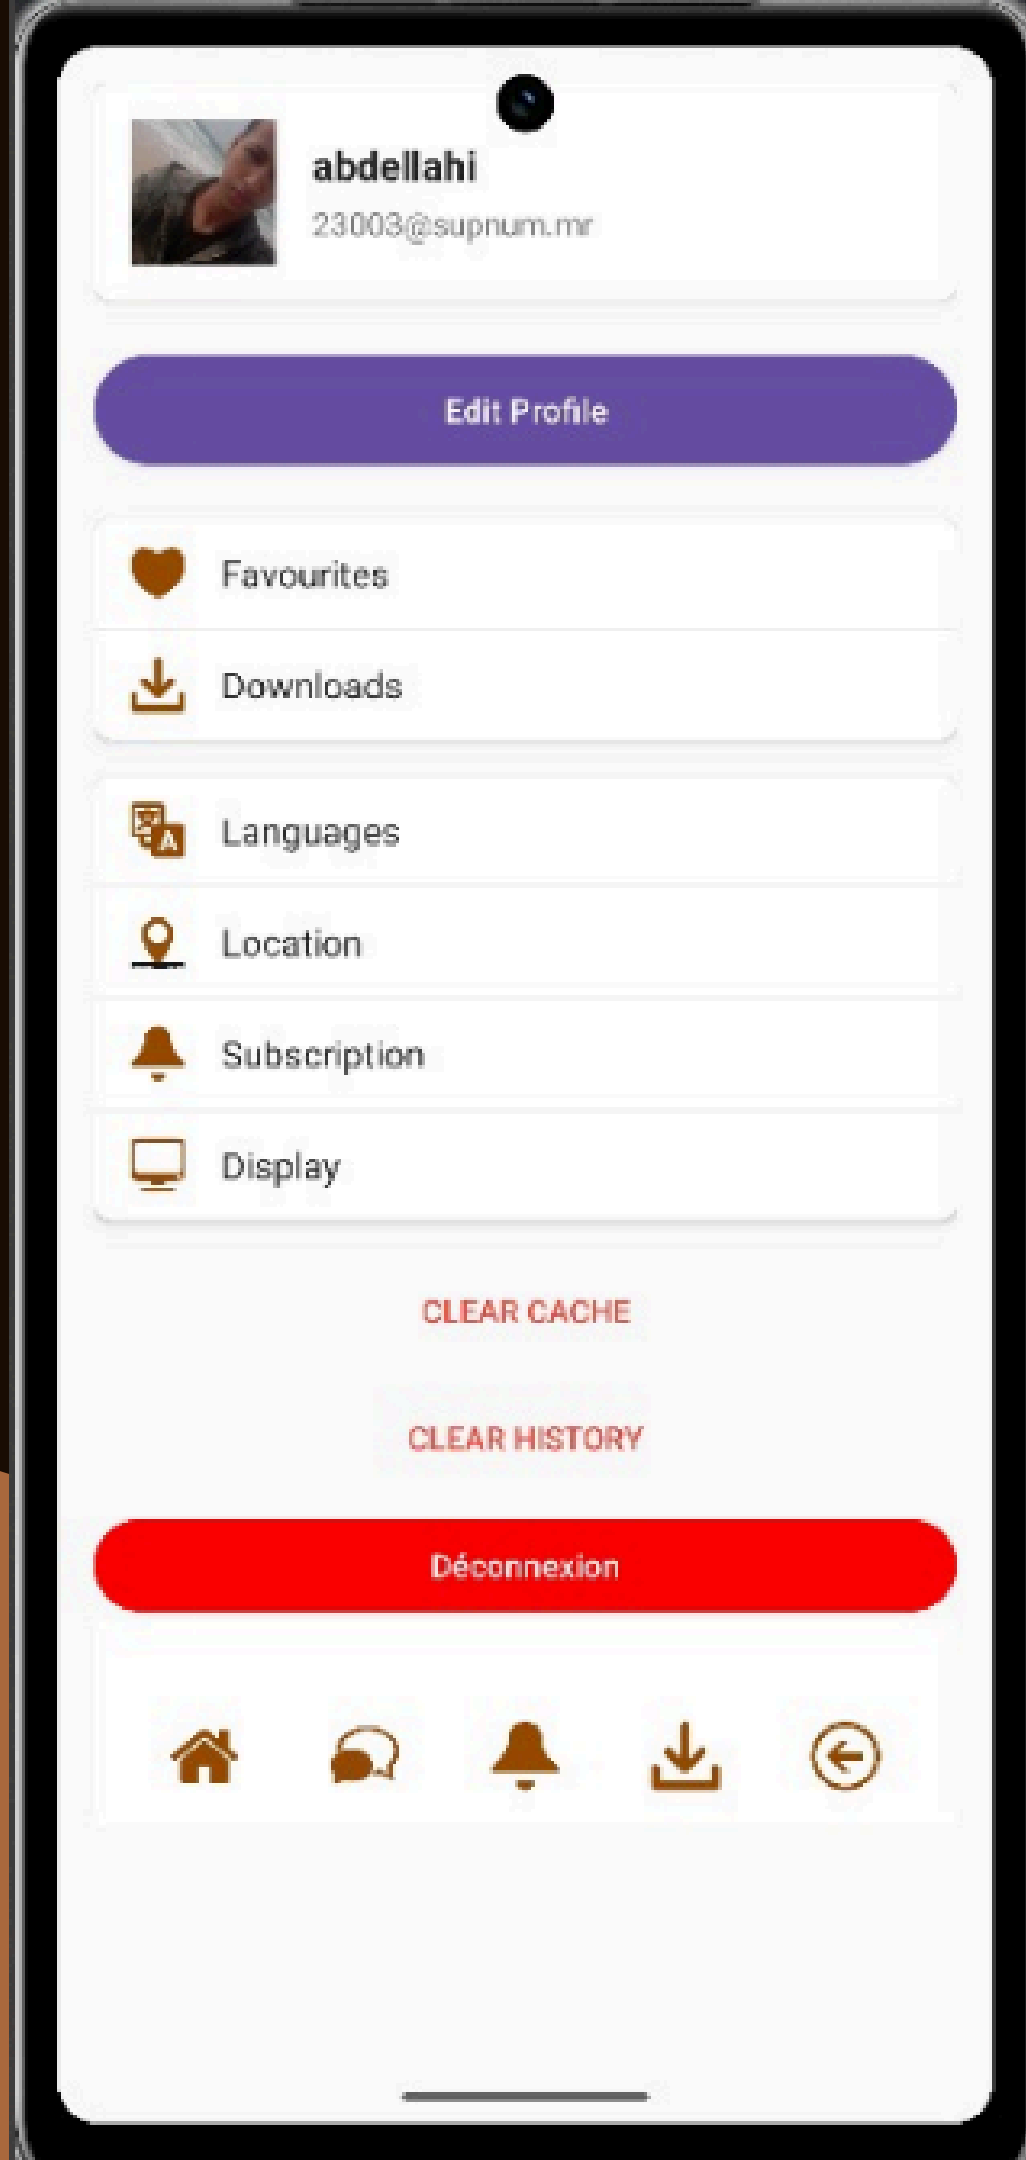 abdellahi
23003@supnum.mr
Edit Profile
Favourites
Downloads
Languages
Location
Subscription
Display
CLEAR CACHE
CLEAR HISTORY
Déconnexion